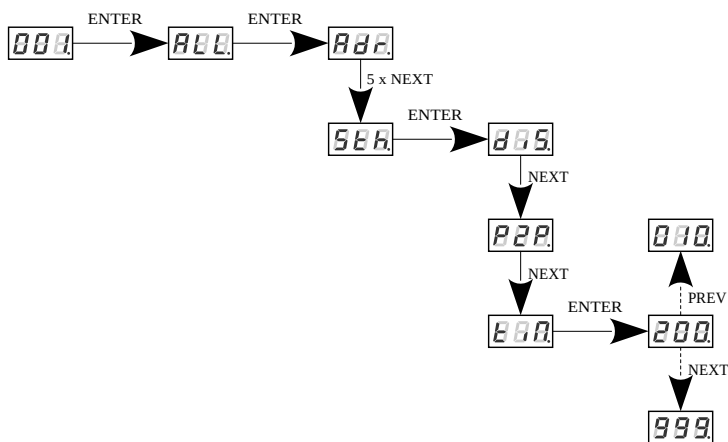 ENTER
ENTER
001.
ALL.
Adr.
5 x NEXT
ENTER
Sth.
diS.
NEXT
P2P.
010.
NEXT
PREV
ENTER
tiM.
200.
NEXT
999.